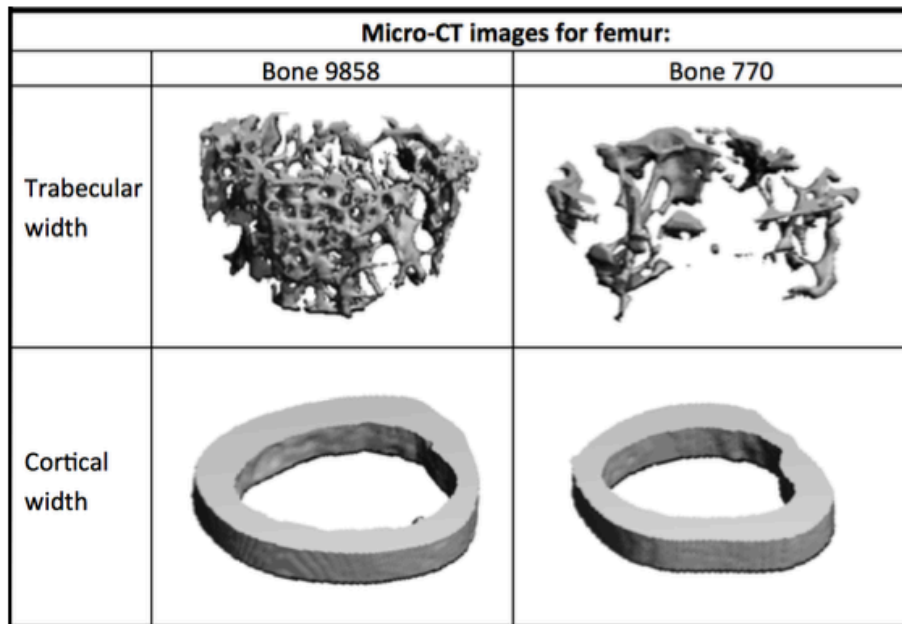 Micro-CT images for femur:
Bone 9858
Bone 770
Trabecular
width
Cortical
width